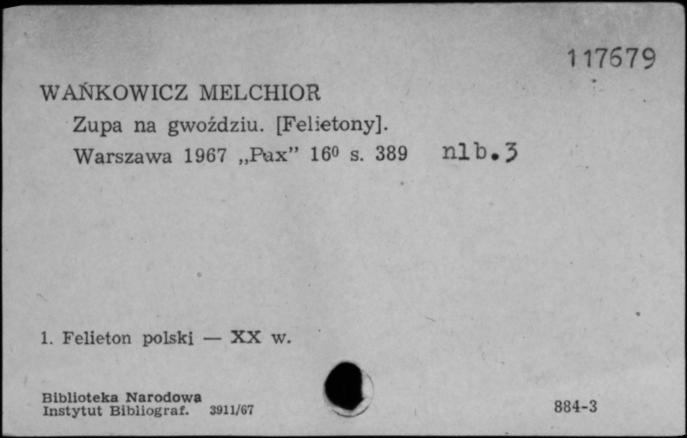 117679
WAŃKOWICZ MELCHIOR
Zupa na gwoździu. [Felietony].
Warszawa 1967 „Pax” 16⁰ s. 389 nlb.3
1. Felieton polski — XX w.
Biblioteka Narodowa
Instytut Bibliograf. 3911/67
884-3